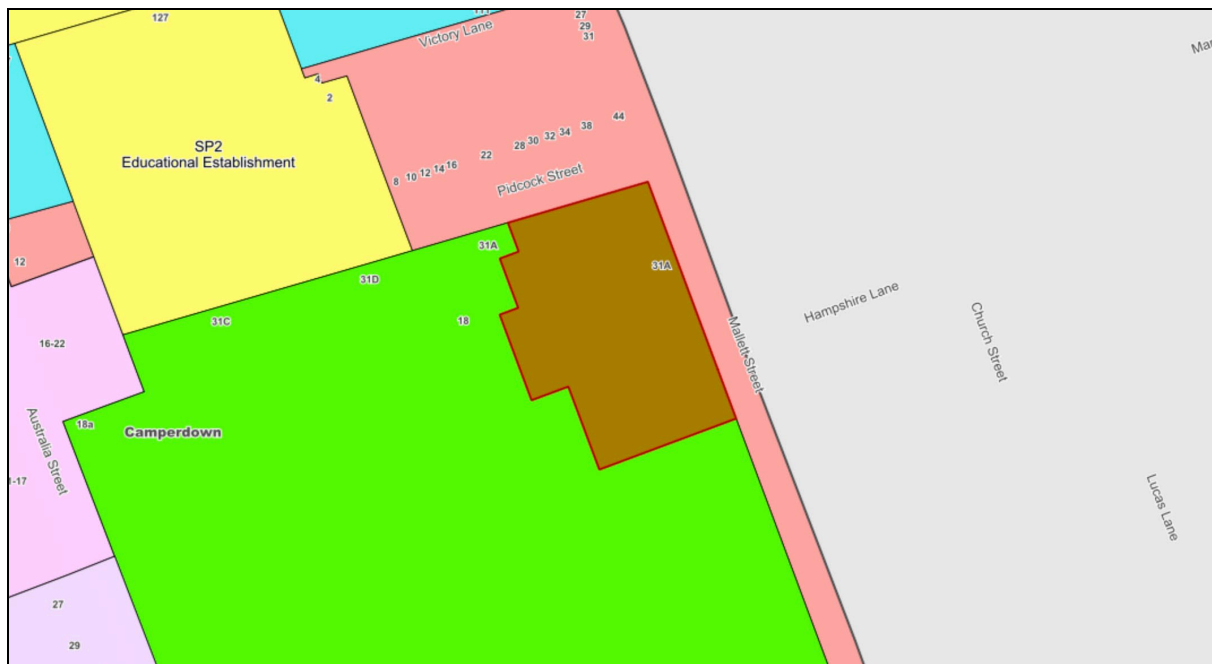 127
Victory Lane
27
29
31
4
2
44
38
34
32
30
28
22
16
14
12
10
8
SP2
Educational Establishment
Pidcock Street
31A
31A
12
31D
31C
18
Hampshire Lane
Church Street
Mallett Street
16-22
18a
Camperdown
Australia Street
Lucas Lane
27
29